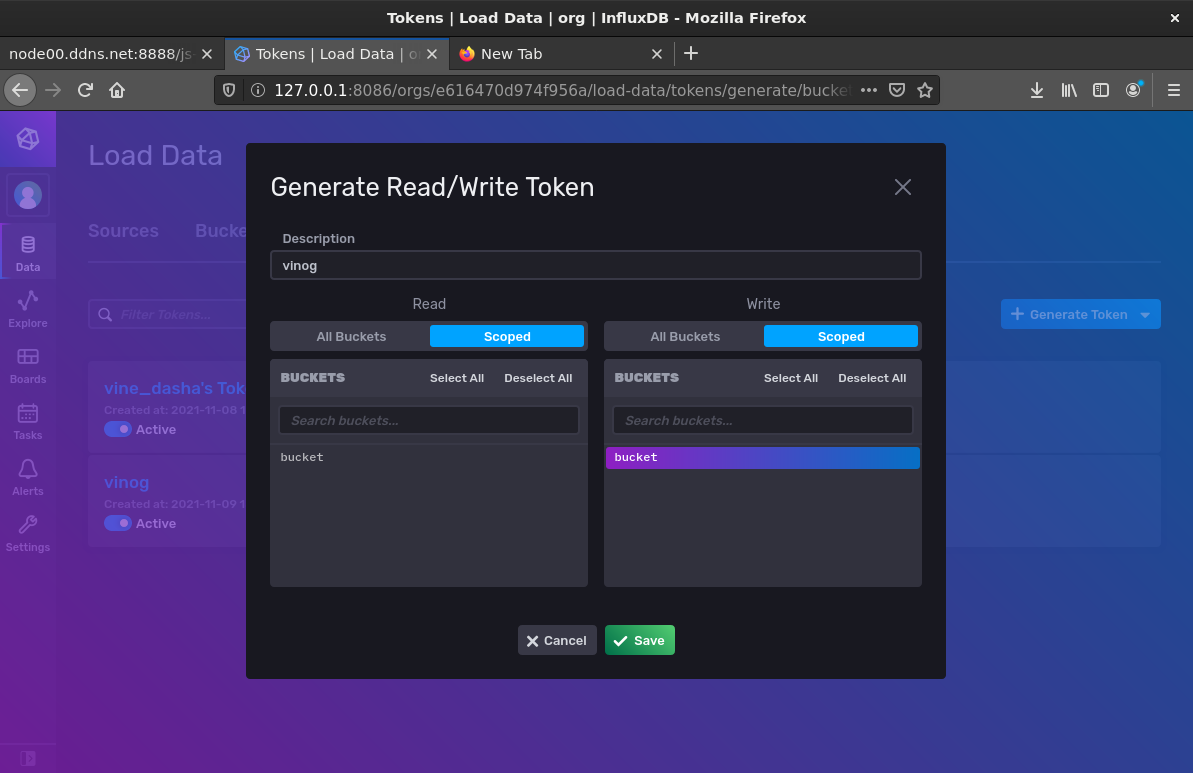 Tokens | Load Data | org | InfluxDB - Mozilla Firefox
node00.ddns.net:8888/js
Tokens | Load Data | o
New Tab
127.0.0.1:8086/orgs/e616470d974f956a/load-data/tokens/generate/bucke
Load Data
Generate Read/Write Token
Sources
Bucke
Description
vinog
Data
Read
Write
Filter Tokens...
Generate Token
Explore
All Buckets
Scoped
All Buckets
Scoped
BUCKETS
Select All
Deselect All
BUCKETS
Select All
Deselect All
Boards
vine_dasha's Tok
Created at: 2021-11-08 1
Active
Search buckets...
Search buckets...
Tasks
bucket
bucket
vinog
Created at: 2021-11-09 1
Active
Alerts
Settings
Cancel
Save